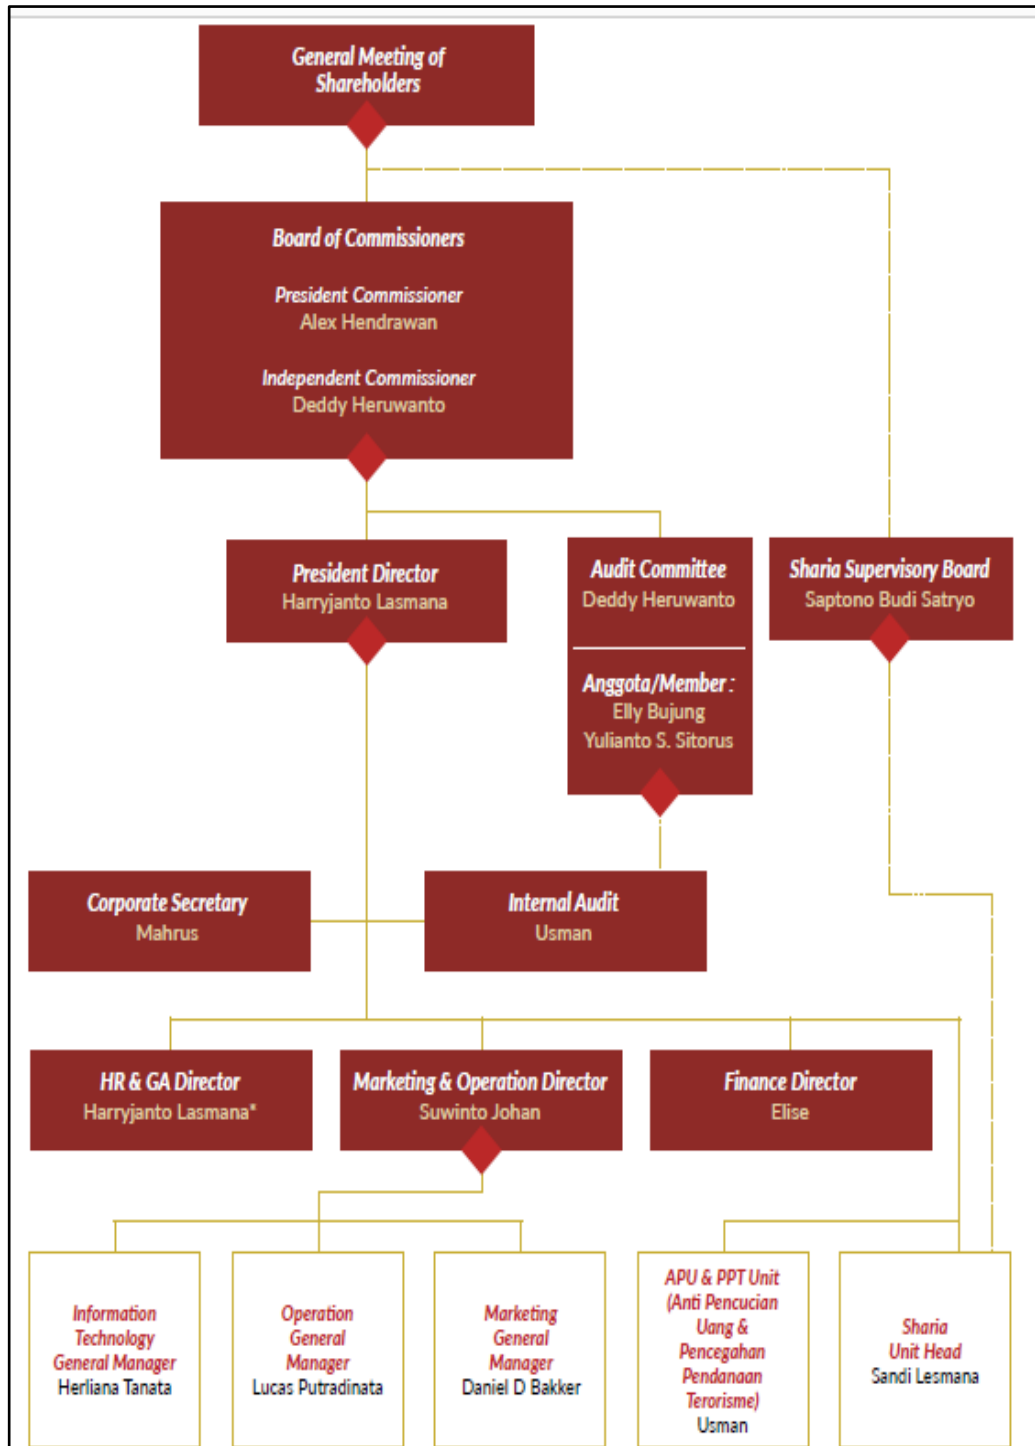 General Meeting of
Shareholders
Board of Commissioners
President Commissioner
Alex Hendrawan
Independent Commissioner
Deddy Heruwanto
President Director
Harryjanto Lasmana
Audit Committee
Deddy Heruwanto
Anggota/Member :
Elly Bujung
Yulianto S. Sitorus
Sharia Supervisory Board
Saptono Budi Satryo
Corporate Secretary
Mahrus
Internal Audit
Usman
HR & GA Director
Harryjanto Lasmana*
Marketing & Operation Director
Suwinto Johan
Finance Director
Elise
Information
Technology
General Manager
Herliana Tanata
Operation
General
Manager
Lucas Putradinata
Marketing
General
Manager
Daniel D Bakker
APU & PPT Unit
(Anti Pencucian
Uang &
Pencegahan
Pendanaan
Terorisme)
Usman
Sharia
Unit Head
Sandi Lesmana